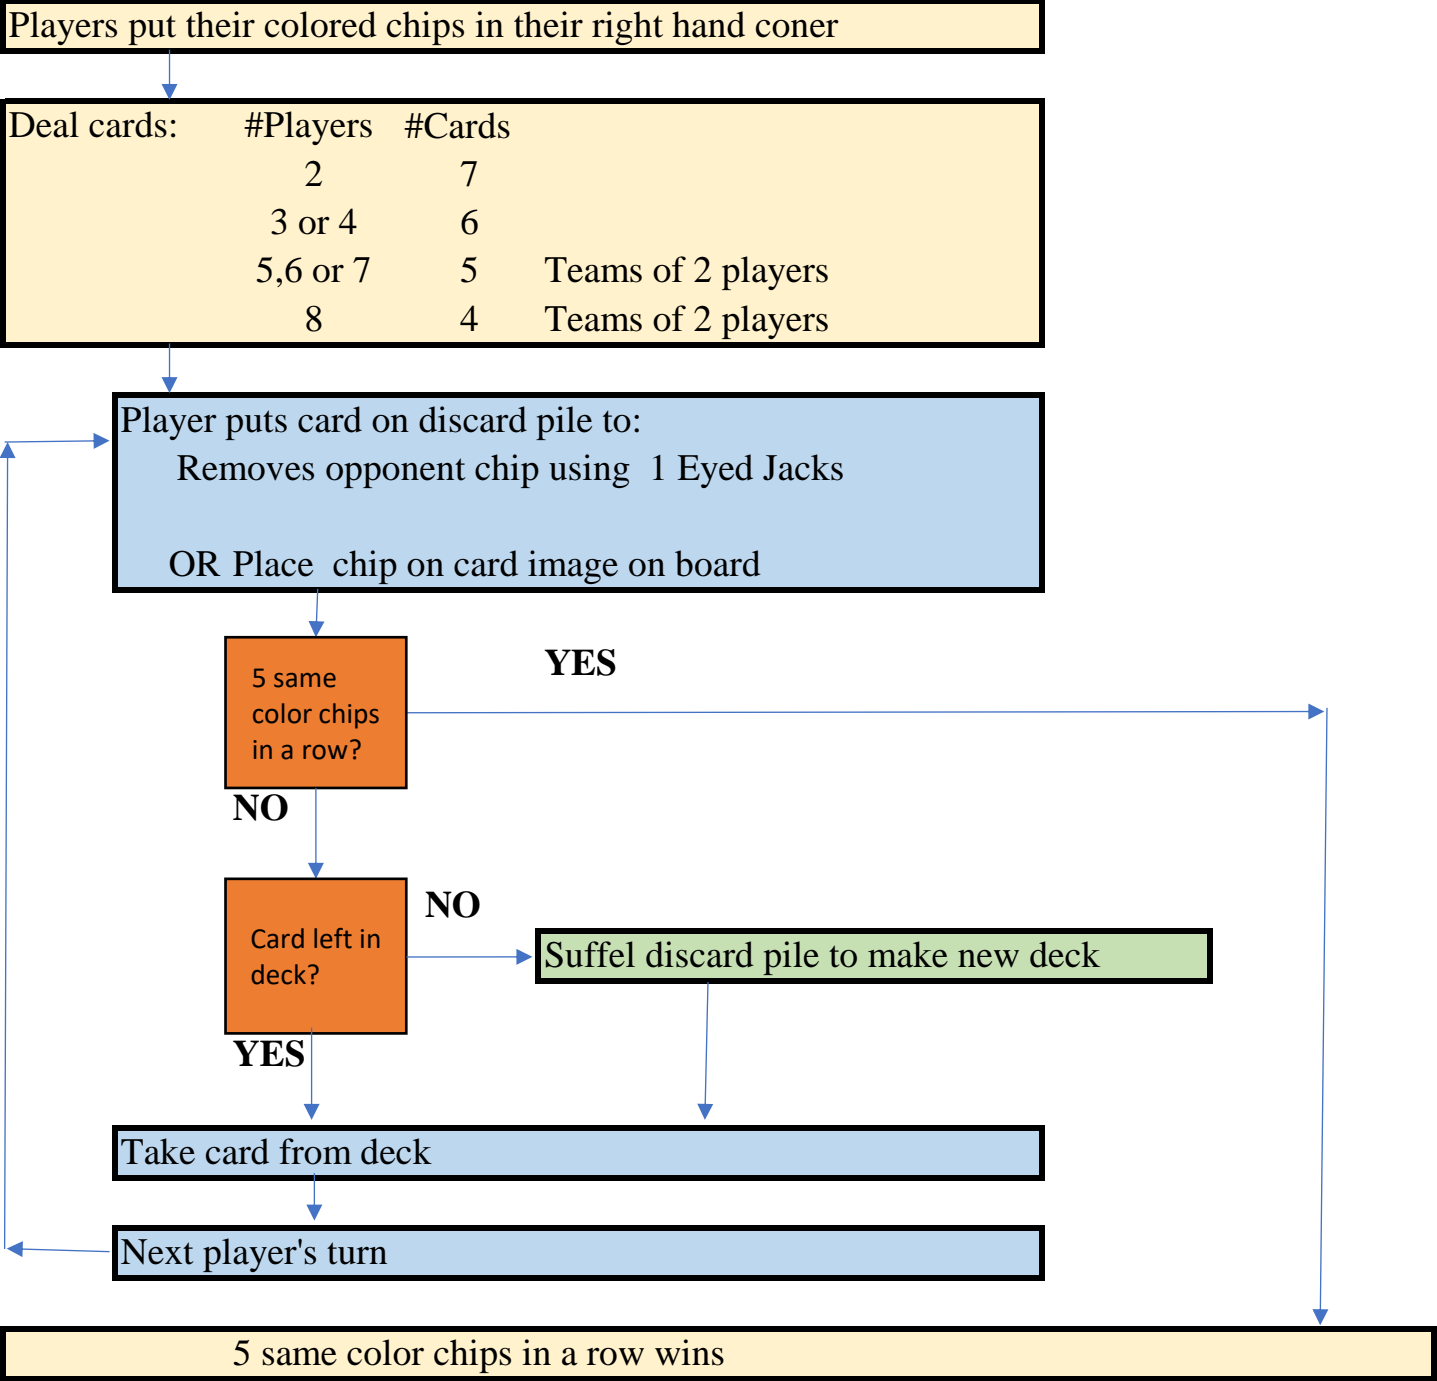 Players put their colored chips in their right hand coner
Deal cards: #Players #Cards
2 7
3 or 4 6
5,6 or 7 5 Teams of 2 players
8 4 Teams of 2 players
Player puts card on discard pile to:
Removes opponent chip using 1 Eyed Jacks
OR Place chip on card image on board
YES
5 same
color chips
in a row?
NO
NO
Card left in
deck?
Suffel discard pile to make new deck
YES
Take card from deck
Next player's turn
5 same color chips in a row wins